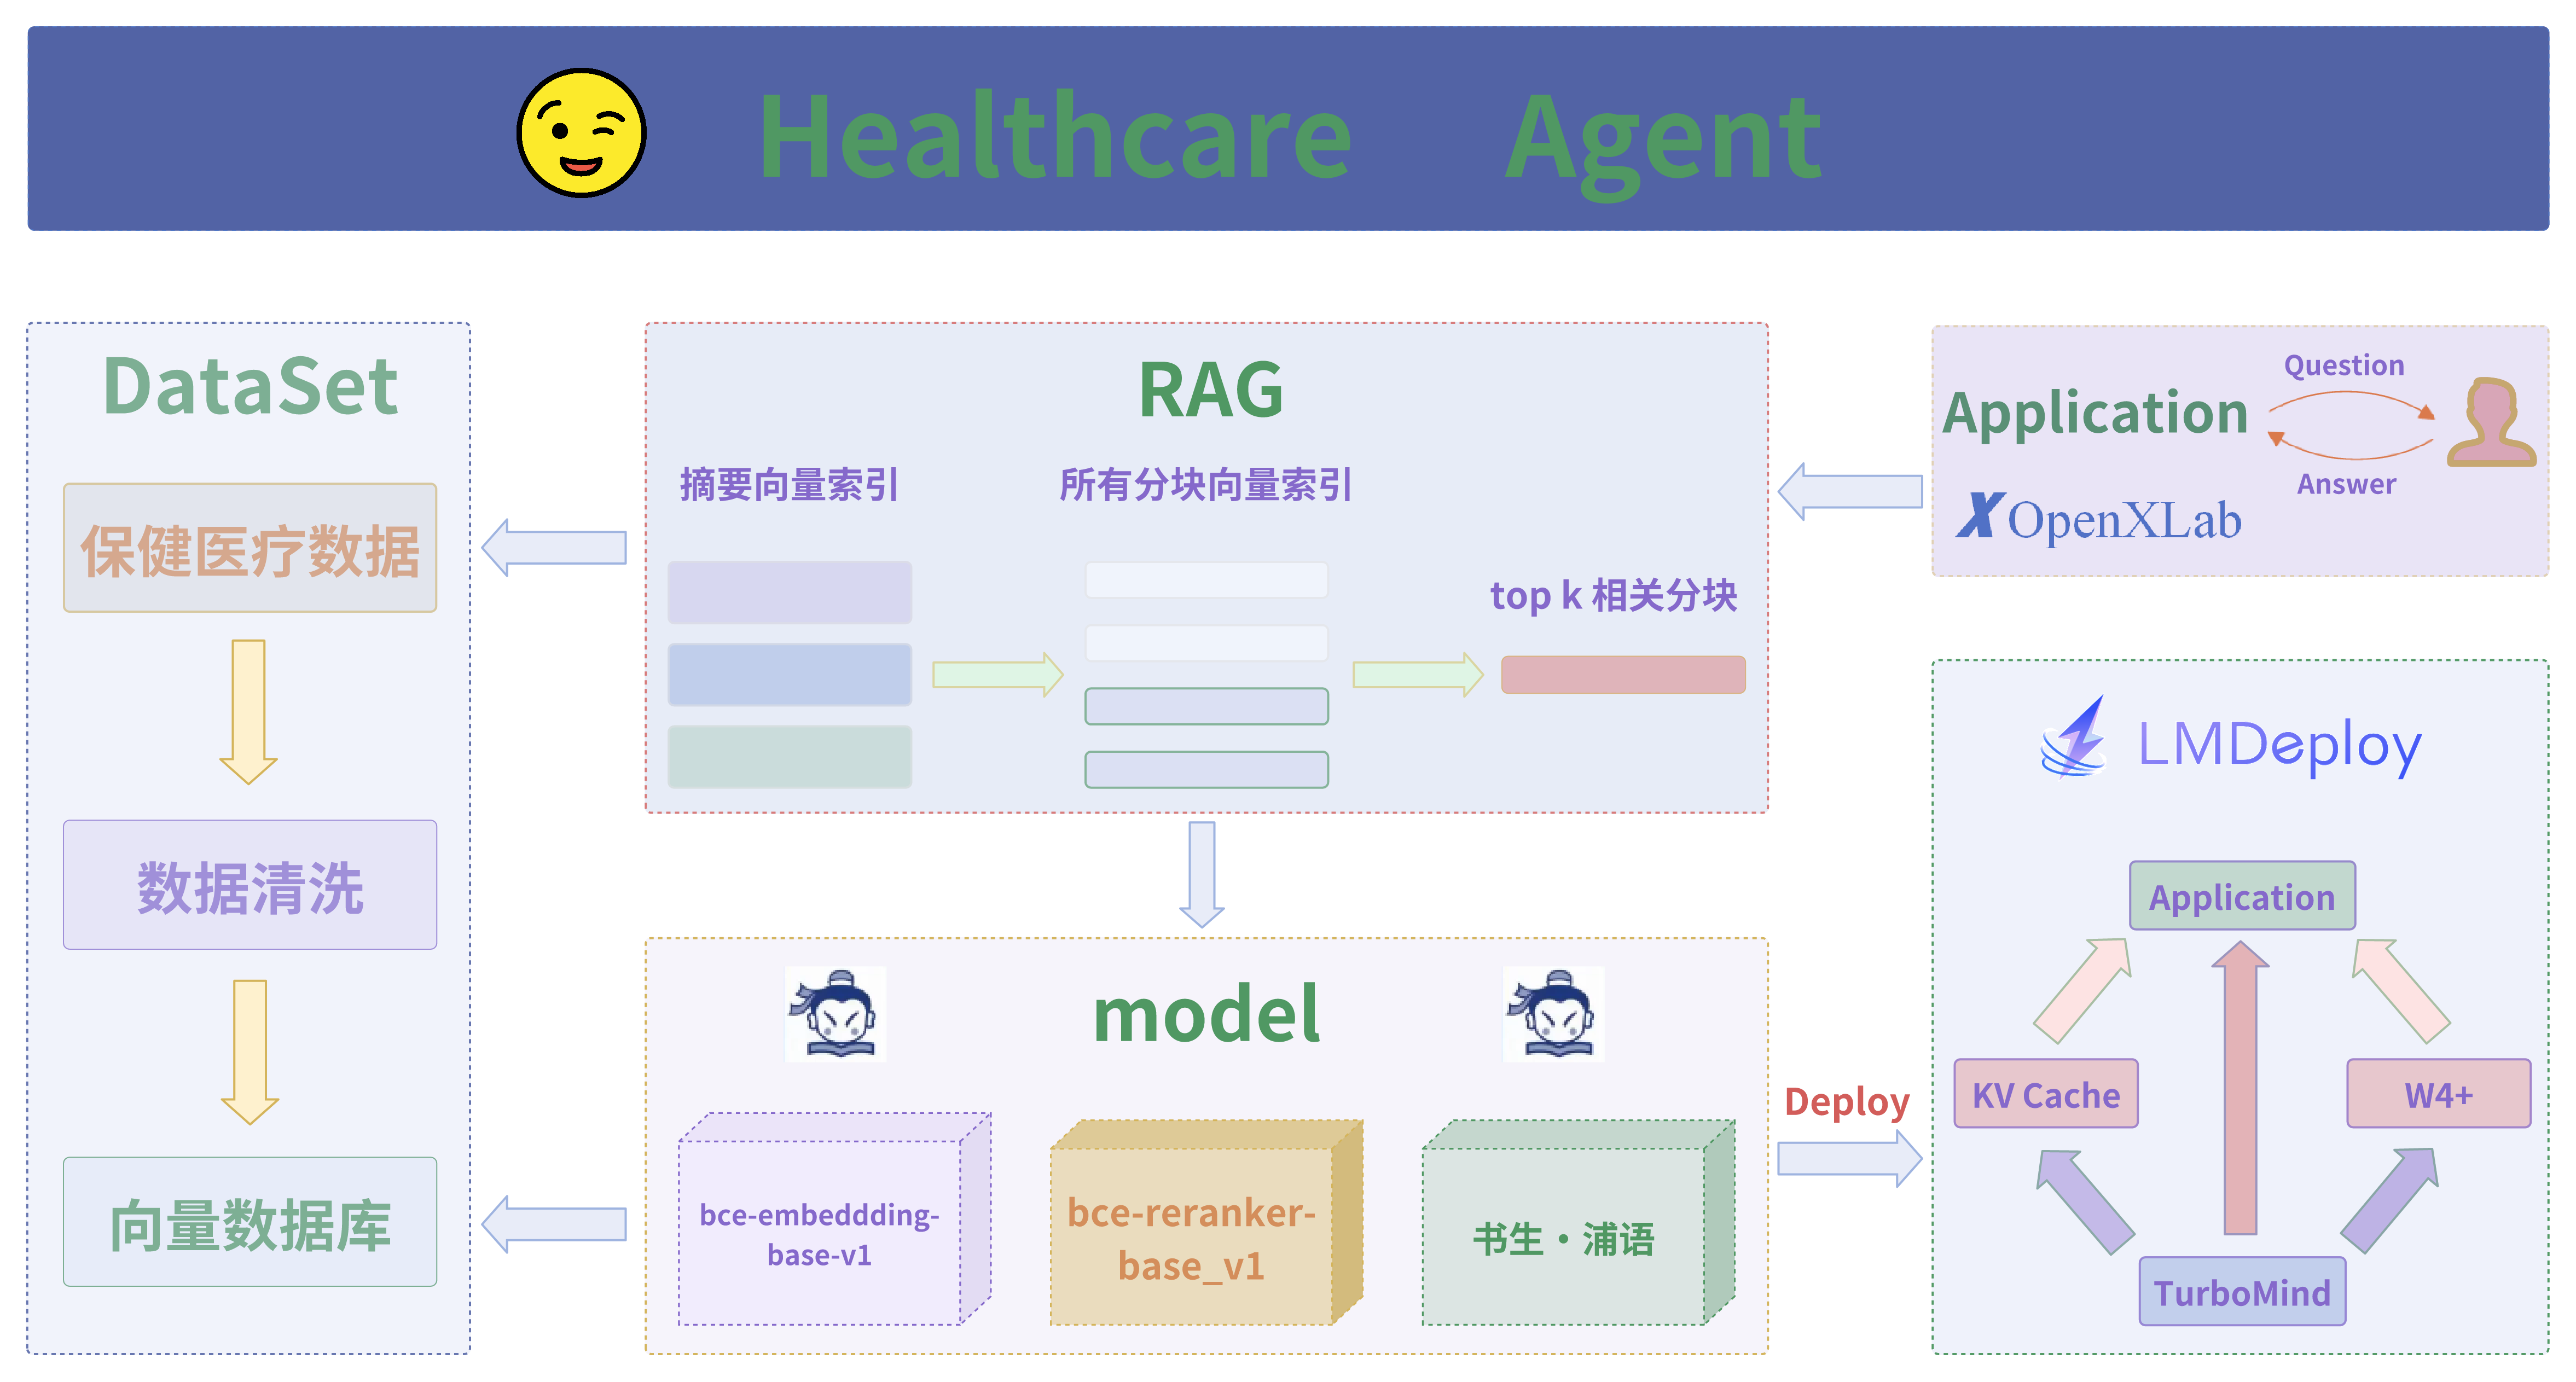 Healthcare Agent
DataSet
保健医疗数据
数据清洗
向量数据库
RAG
摘要向量索引
所有分块向量索引
top k 相关分块
model
bce-embeddding-
base-v1
bce-reranker-
base_v1
书生・浦语
Deploy
Application
Question
Answer
OpenXLab
LMDeploy
Application
KV Cache
W4+
TurboMind